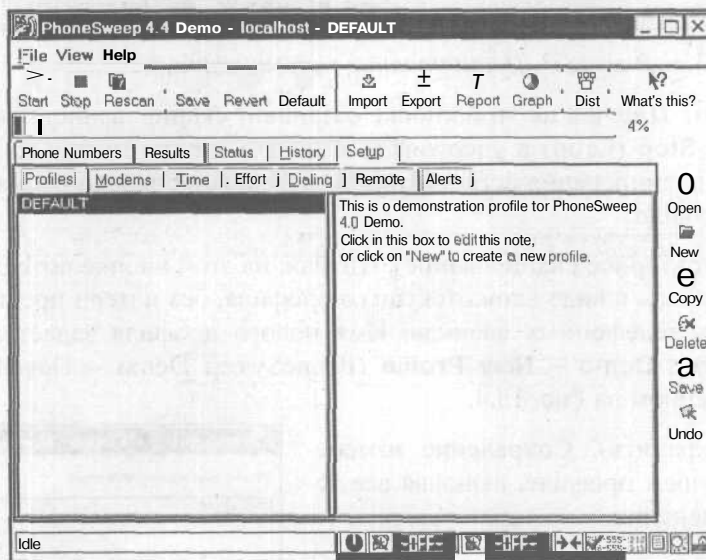 PhoneSweep 4.4 Demo - localhost - DEFAULT
File View Help
Start Stop Rescan Save Revert Default Import Export Report Graph Dist What's this?
4%
Phone Numbers Results Status History Setup
Profiles Modems Time Effort Dialing Remote Alerts
DEFAULT
This is o demonstration profile tor PhoneSweep
4.0 Demo.
Click in this box to edit this note,
or click on "New" to create a new profile.
Open
New
Copy
Delete
Save
Undo
Idle